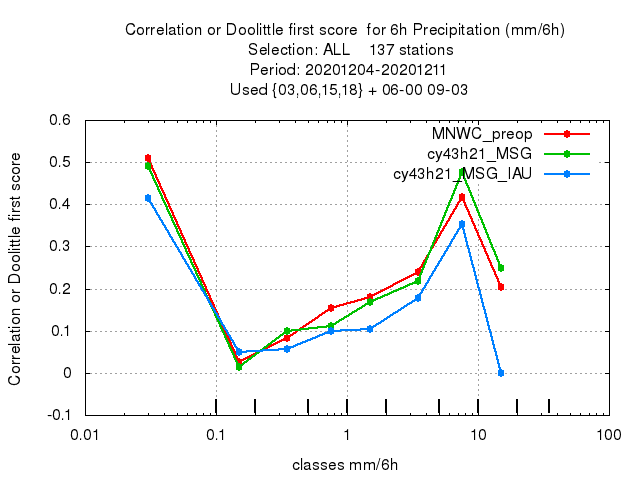 Correlation or Doolittle first score  for 6h Precipitation (mm/6h)
Selection: ALL    137 stations
Period: 20201204-20201211
Used {03,06,15,18} + 06-00 09-03
MNWC_preop
cy43h21_MSG
cy43h21_MSG_IAU
Correlation or Doolittle first score
0.6
0.5
0.4
0.3
0.2
0.1
0
-0.1
0.01
0.1
1
10
100
classes mm/6h